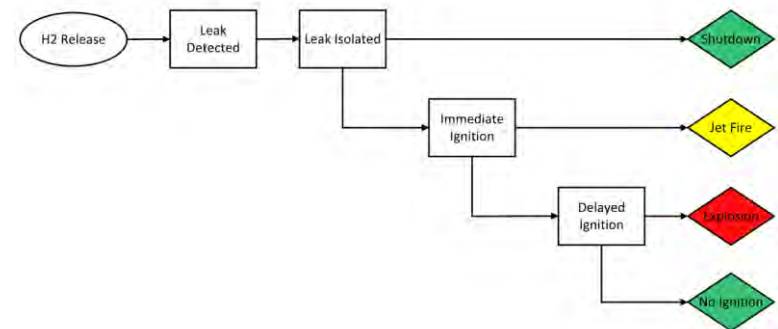 H2 Release
Leak
Detected
Leak Isolated
Shutdown
Immediate
Ignition
Jet Fire
Delayed
Ignition
Explosion
No Ignition